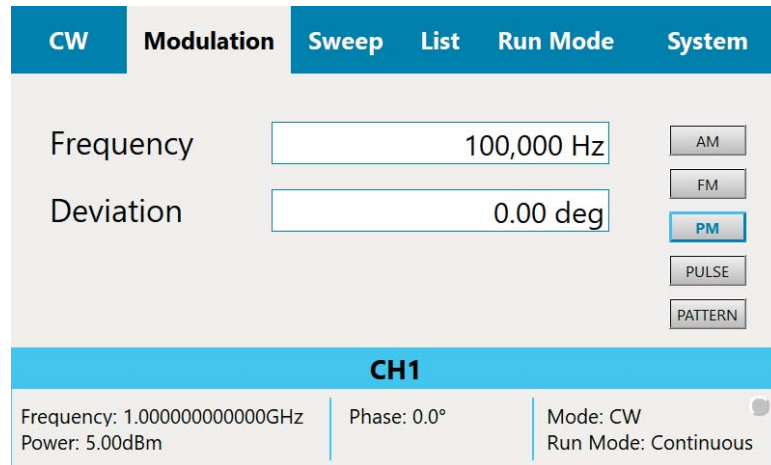 CW Modulation Sweep List Run Mode System
Frequency 100,000 Hz
Deviation 0.00 deg
AM
FM
PM
PULSE
PATTERN
CH1
Frequency: 1.000000000000GHz
Power: 5.00dBm
Phase: 0.0°
Mode: CW
Run Mode: Continuous